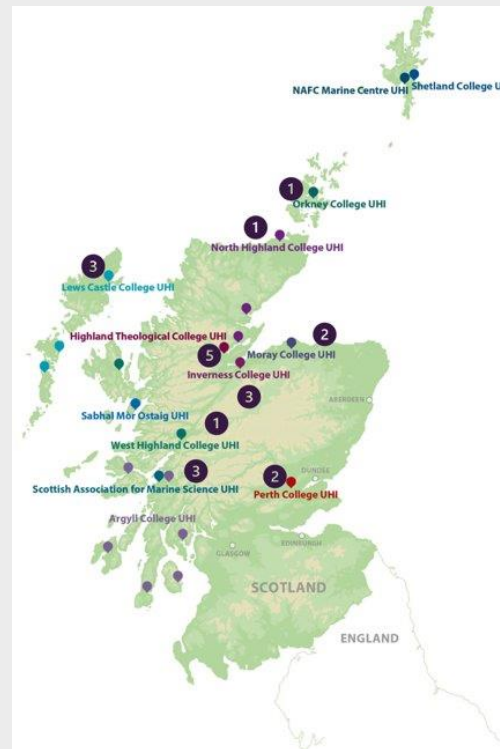 NAFC Marine Centre UHI
Shetland College U
1
Orkney College UHI
1
North Highland College UHI
3
Lews Castle College UHI
Highland Theological College UHI
2
5
Moray College UHI
Inverness College UHI
3
ABERDEEN
Sabhal Mòr Ostaig UHI
1
West Highland College UHI
3
2
DUNDEE
Scottish Association for Marine Science UHI
Perth College UHI
Argyll College UHI
EDINBURGH
GLASGOW
SCOTLAND
ENGLAND